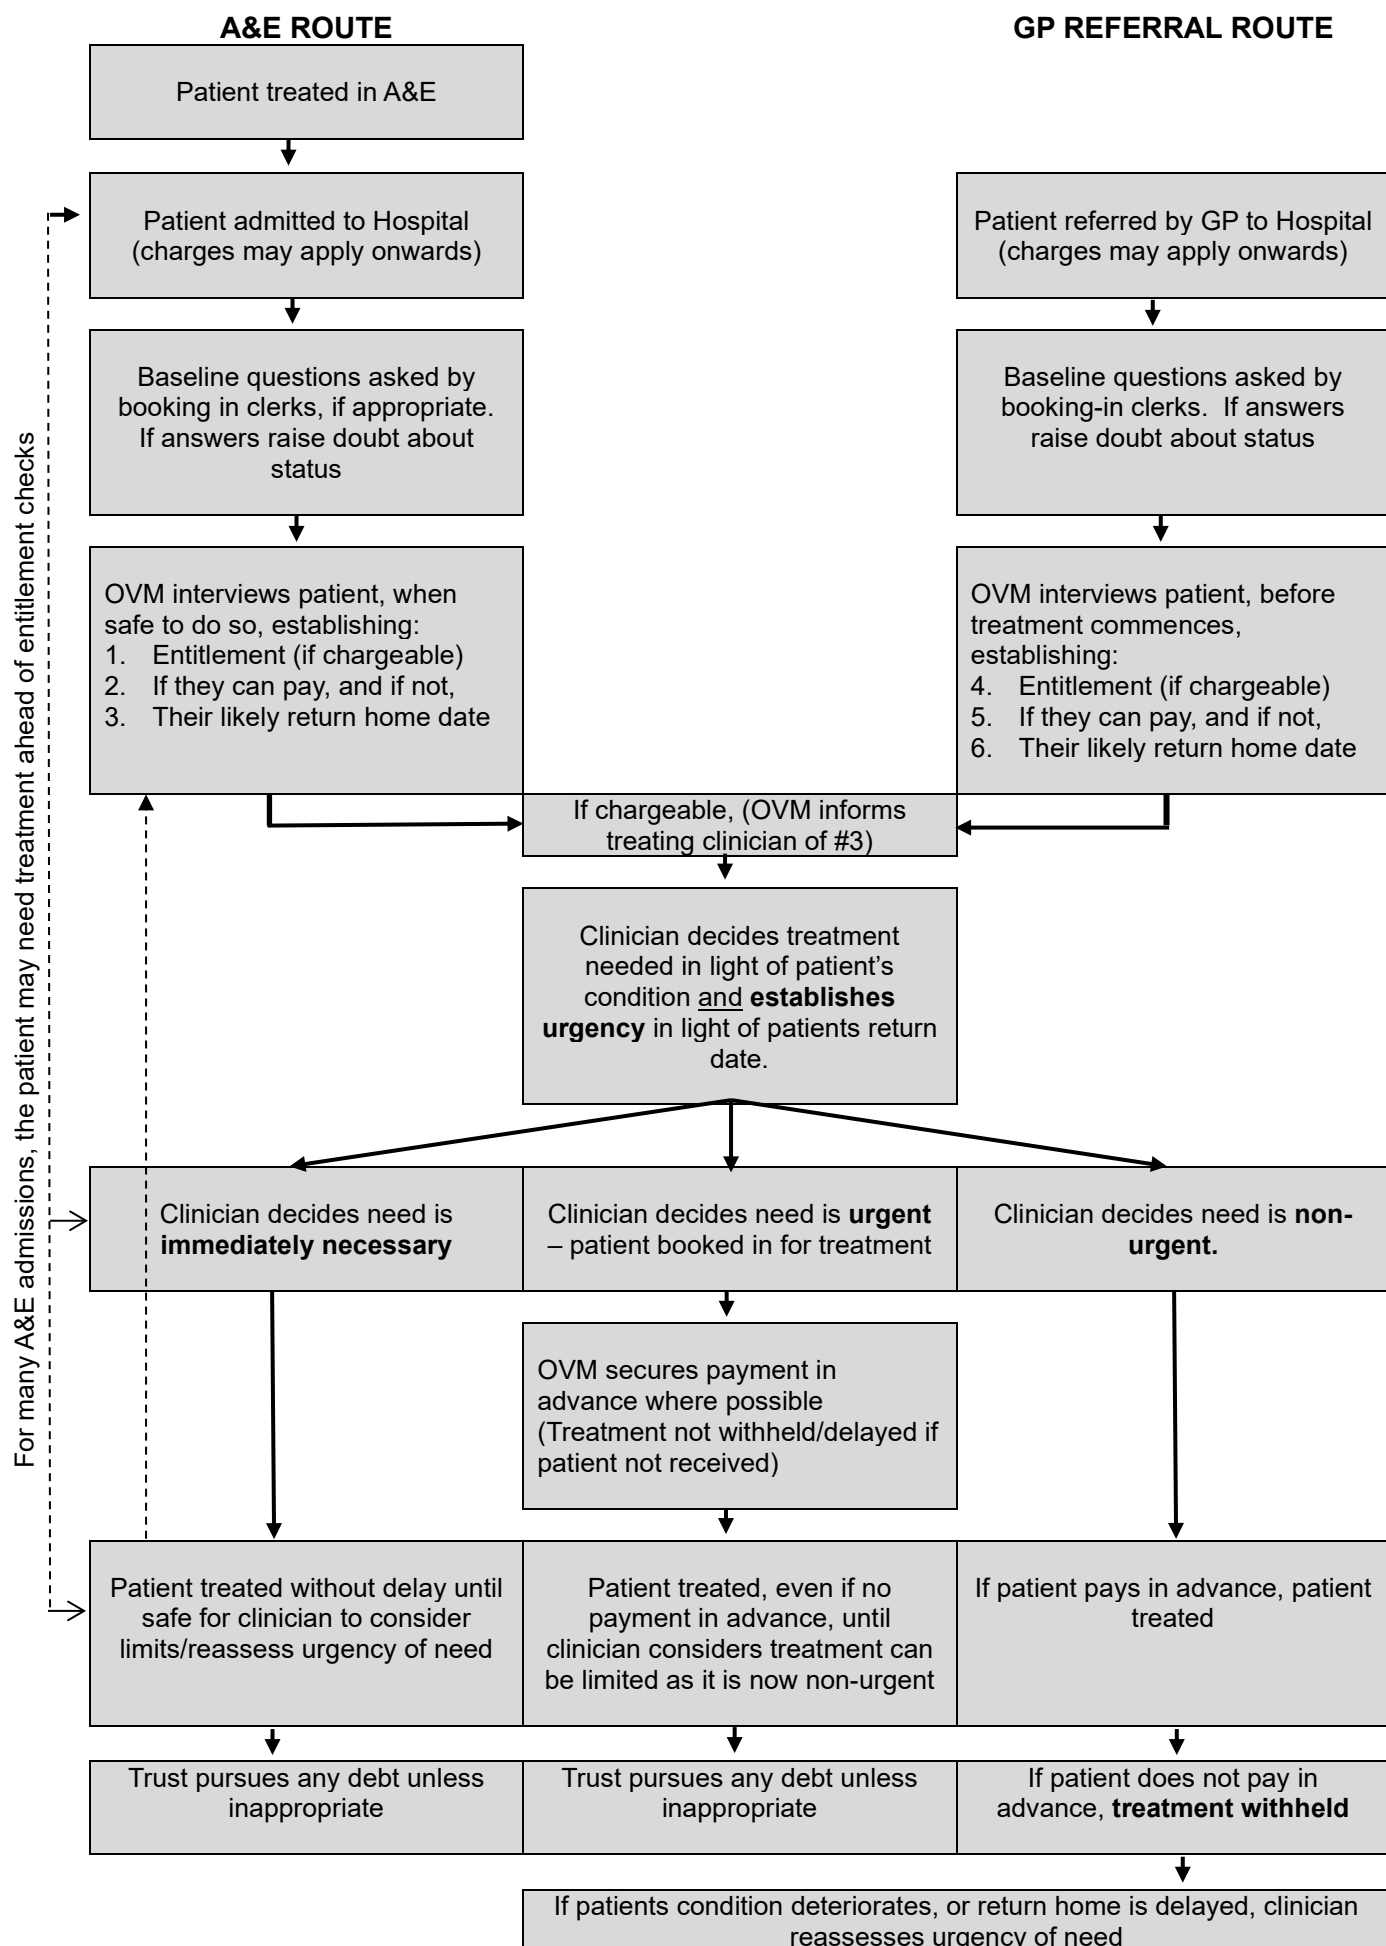 A&E ROUTE
GP REFERRAL ROUTE
Patient treated in A&E
Patient admitted to Hospital
(charges may apply onwards)
Patient referred by GP to Hospital
(charges may apply onwards)
Baseline questions asked by
booking in clerks, if appropriate.
If answers raise doubt about
status
Baseline questions asked by
booking-in clerks.  If answers
raise doubt about status
For many A&E admissions, the patient may need treatment ahead of entitlement checks
OVM interviews patient, when
safe to do so, establishing:
1. Entitlement (if chargeable)
2. If they can pay, and if not,
3. Their likely return home date
OVM interviews patient, before
treatment commences,
establishing:
4. Entitlement (if chargeable)
5. If they can pay, and if not,
6. Their likely return home date
If chargeable, (OVM informs
treating clinician of #3)
Clinician decides treatment
needed in light of patient’s
condition and establishes
urgency in light of patients return
date.
Clinician decides need is
immediately necessary
Clinician decides need is urgent
– patient booked in for treatment
Clinician decides need is non-
urgent.
OVM secures payment in
advance where possible
(Treatment not withheld/delayed if
patient not received)
Patient treated without delay until
safe for clinician to consider
limits/reassess urgency of need
Patient treated, even if no
payment in advance, until
clinician considers treatment can
be limited as it is now non-urgent
If patient pays in advance, patient
treated
Trust pursues any debt unless
inappropriate
Trust pursues any debt unless
inappropriate
If patient does not pay in
advance, treatment withheld
If patients condition deteriorates, or return home is delayed, clinician
reassesses urgency of need